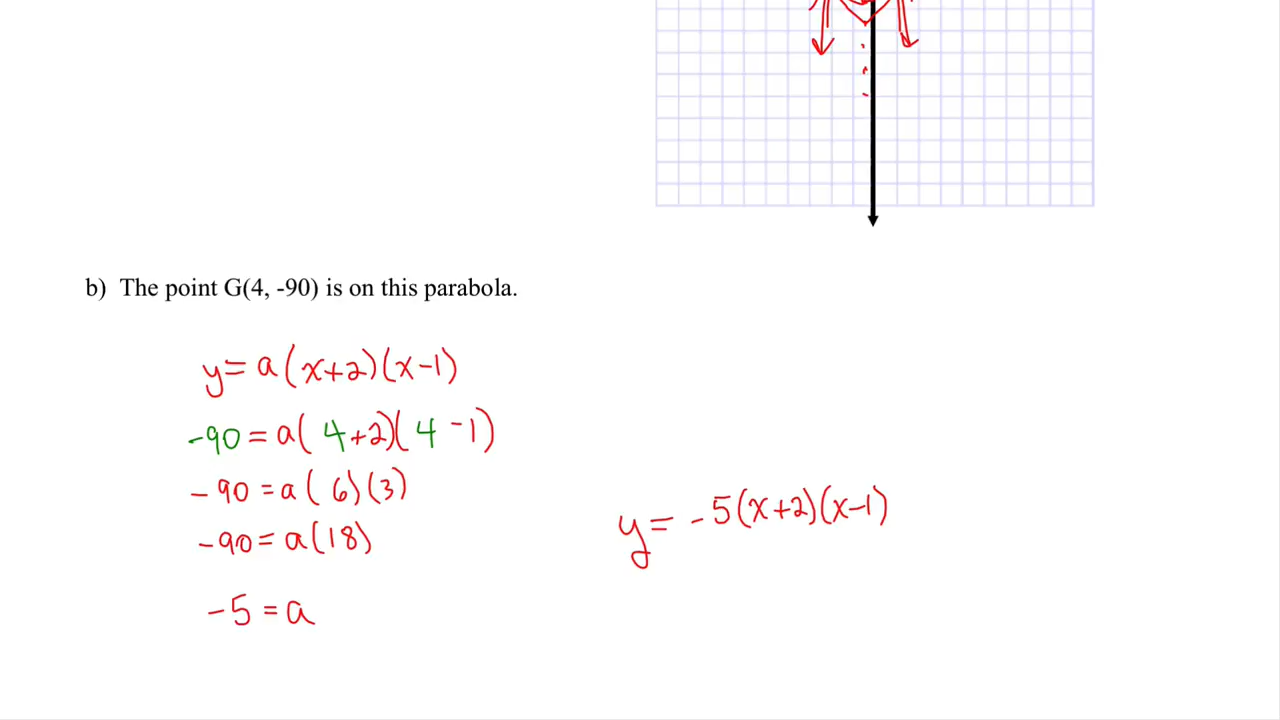 b) The point G(4, -90) is on this parabola.
y = a(x+2)(x-1)
-90 = a(4+2)(4-1)
-90 = a(6)(3)
-90 = a(18)
-5 = a
y = -5(x+2)(x-1)